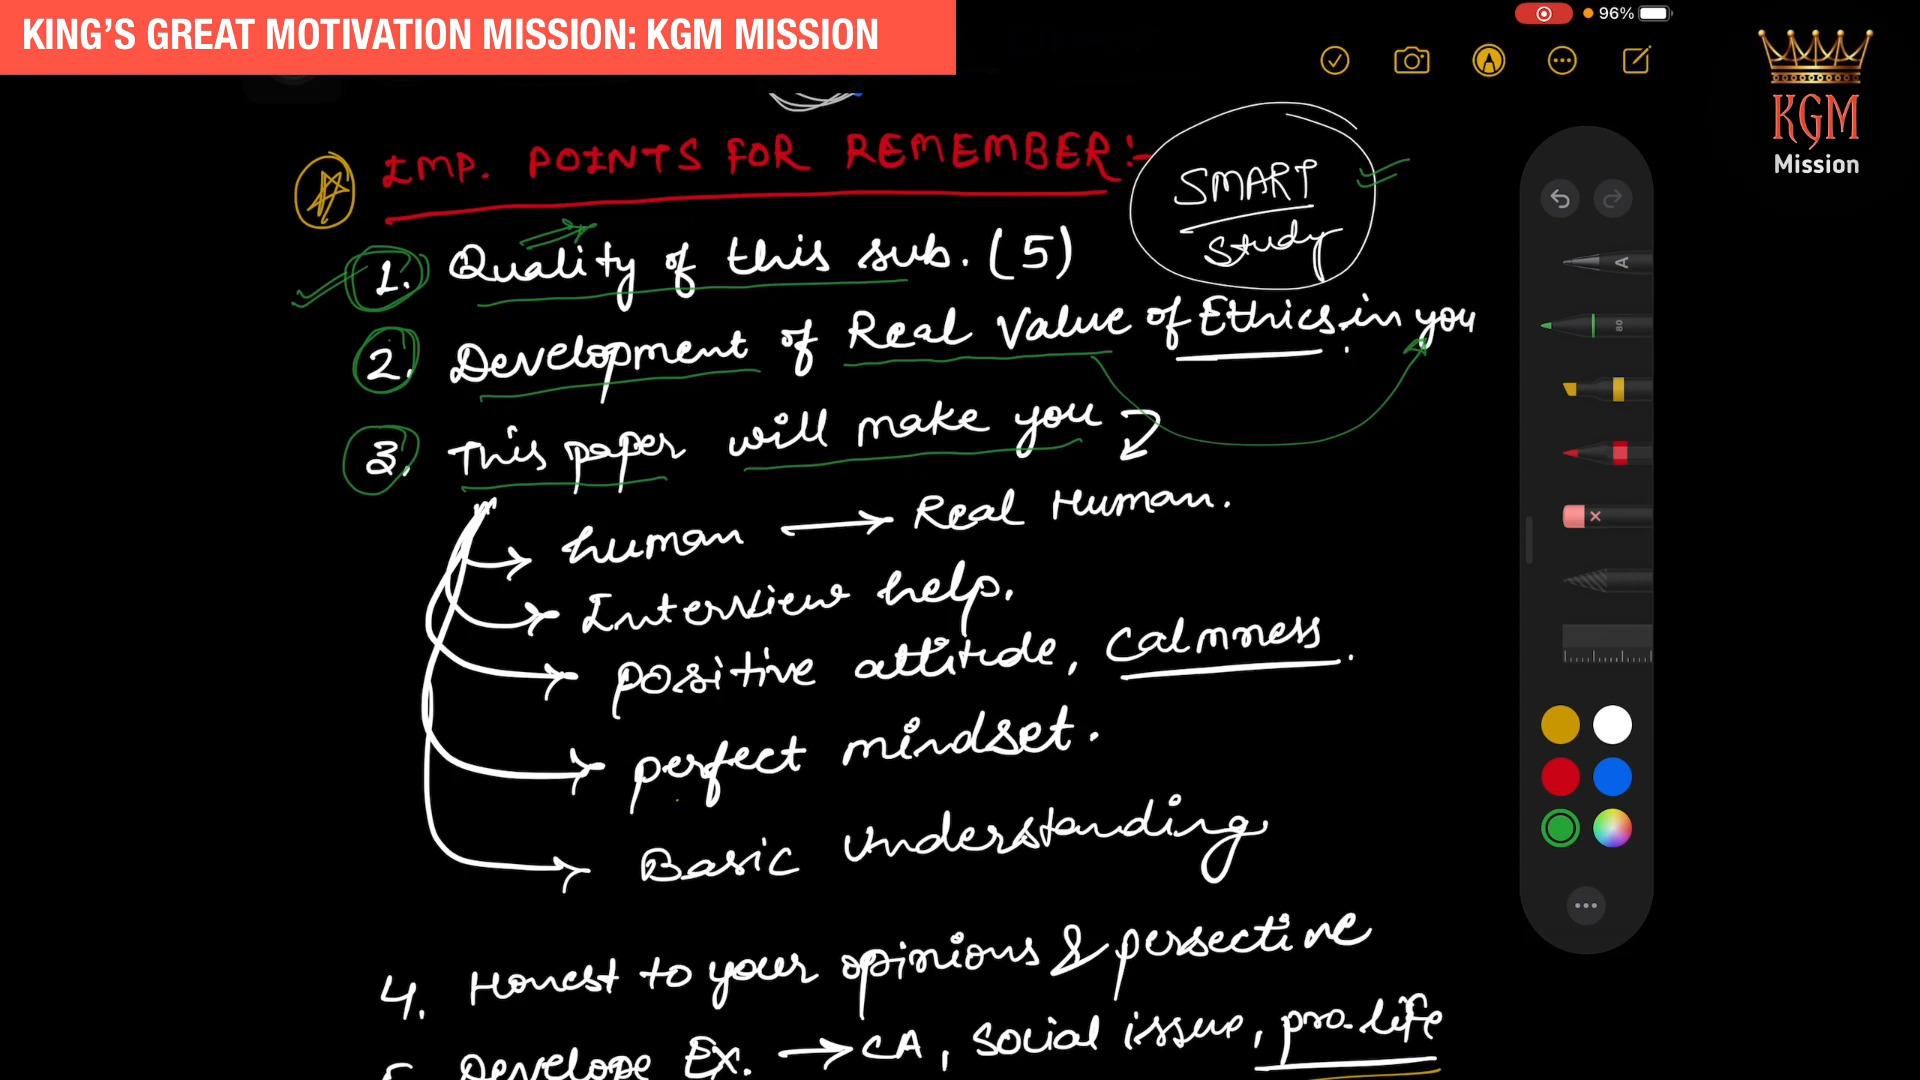 KING'S GREAT MOTIVATION MISSION: KGM MISSION
96%
KGM
Mission
IMP. POINTS FOR REMEMBER :-
SMART
Study
1. Quality of this sub. (5)
2. Development of Real Value of Ethics in you
3. This paper will make you
human → Real Human.
Interview help.
positive attitude, calmness.
perfect mindset.
Basic Understanding
4. Honest to your opinions & persective
5. Develope Ex. → CA, Social issue, pro-life
A
80